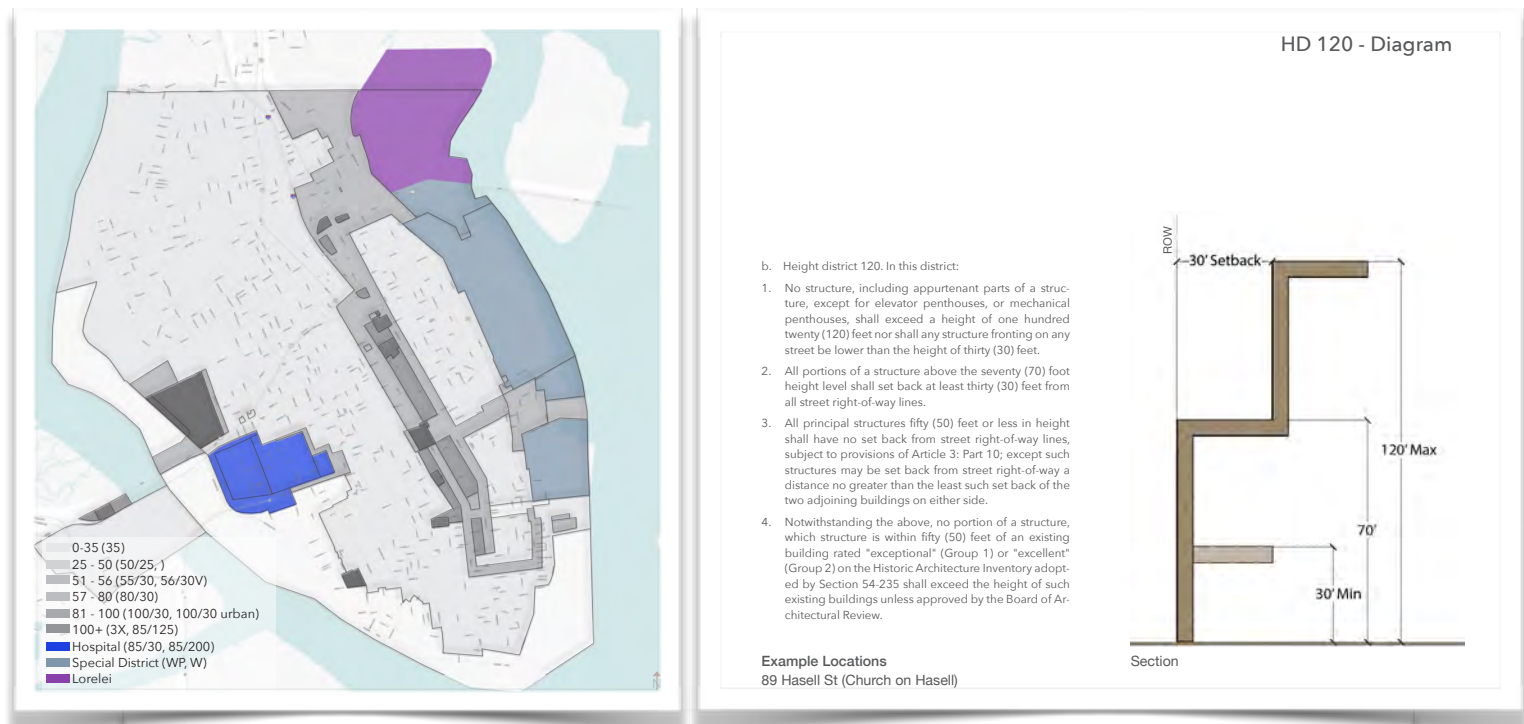 0-35 (35)
25 - 50 (50/25, )
51 - 56 (55/30, 56/30V)
57 - 80 (80/30)
81 - 100 (100/30, 100/30 urban)
100+ (3X, 85/125)
Hospital (85/30, 85/200)
Special District (WP, W)
Lorelei
HD 120 - Diagram
b. Height district 120. In this district:
1. No structure, including appurtenant parts of a struc-
ture, except for elevator penthouses, or mechanical
penthouses, shall exceed a height of one hundred
twenty (120) feet nor shall any structure fronting on any
street be lower than the height of thirty (30) feet.
2. All portions of a structure above the seventy (70) foot
height level shall set back at least thirty (30) feet from
all street right-of-way lines.
3. All principal structures fifty (50) feet or less in height
shall have no set back from street right-of-way lines,
subject to provisions of Article 3: Part 10; except such
structures may be set back from street right-of-way a
distance no greater than the least such set back of the
two adjoining buildings on either side.
4. Notwithstanding the above, no portion of a structure,
which structure is within fifty (50) feet of an existing
building rated "exceptional" (Group 1) or "excellent"
(Group 2) on the Historic Architecture Inventory adopt-
ed by Section 54-235 shall exceed the height of such
existing buildings unless approved by the Board of Ar-
chitectural Review.
Example Locations
89 Hasell St (Church on Hasell)
ROW
30' Setback
120' Max
70'
30' Min
Section